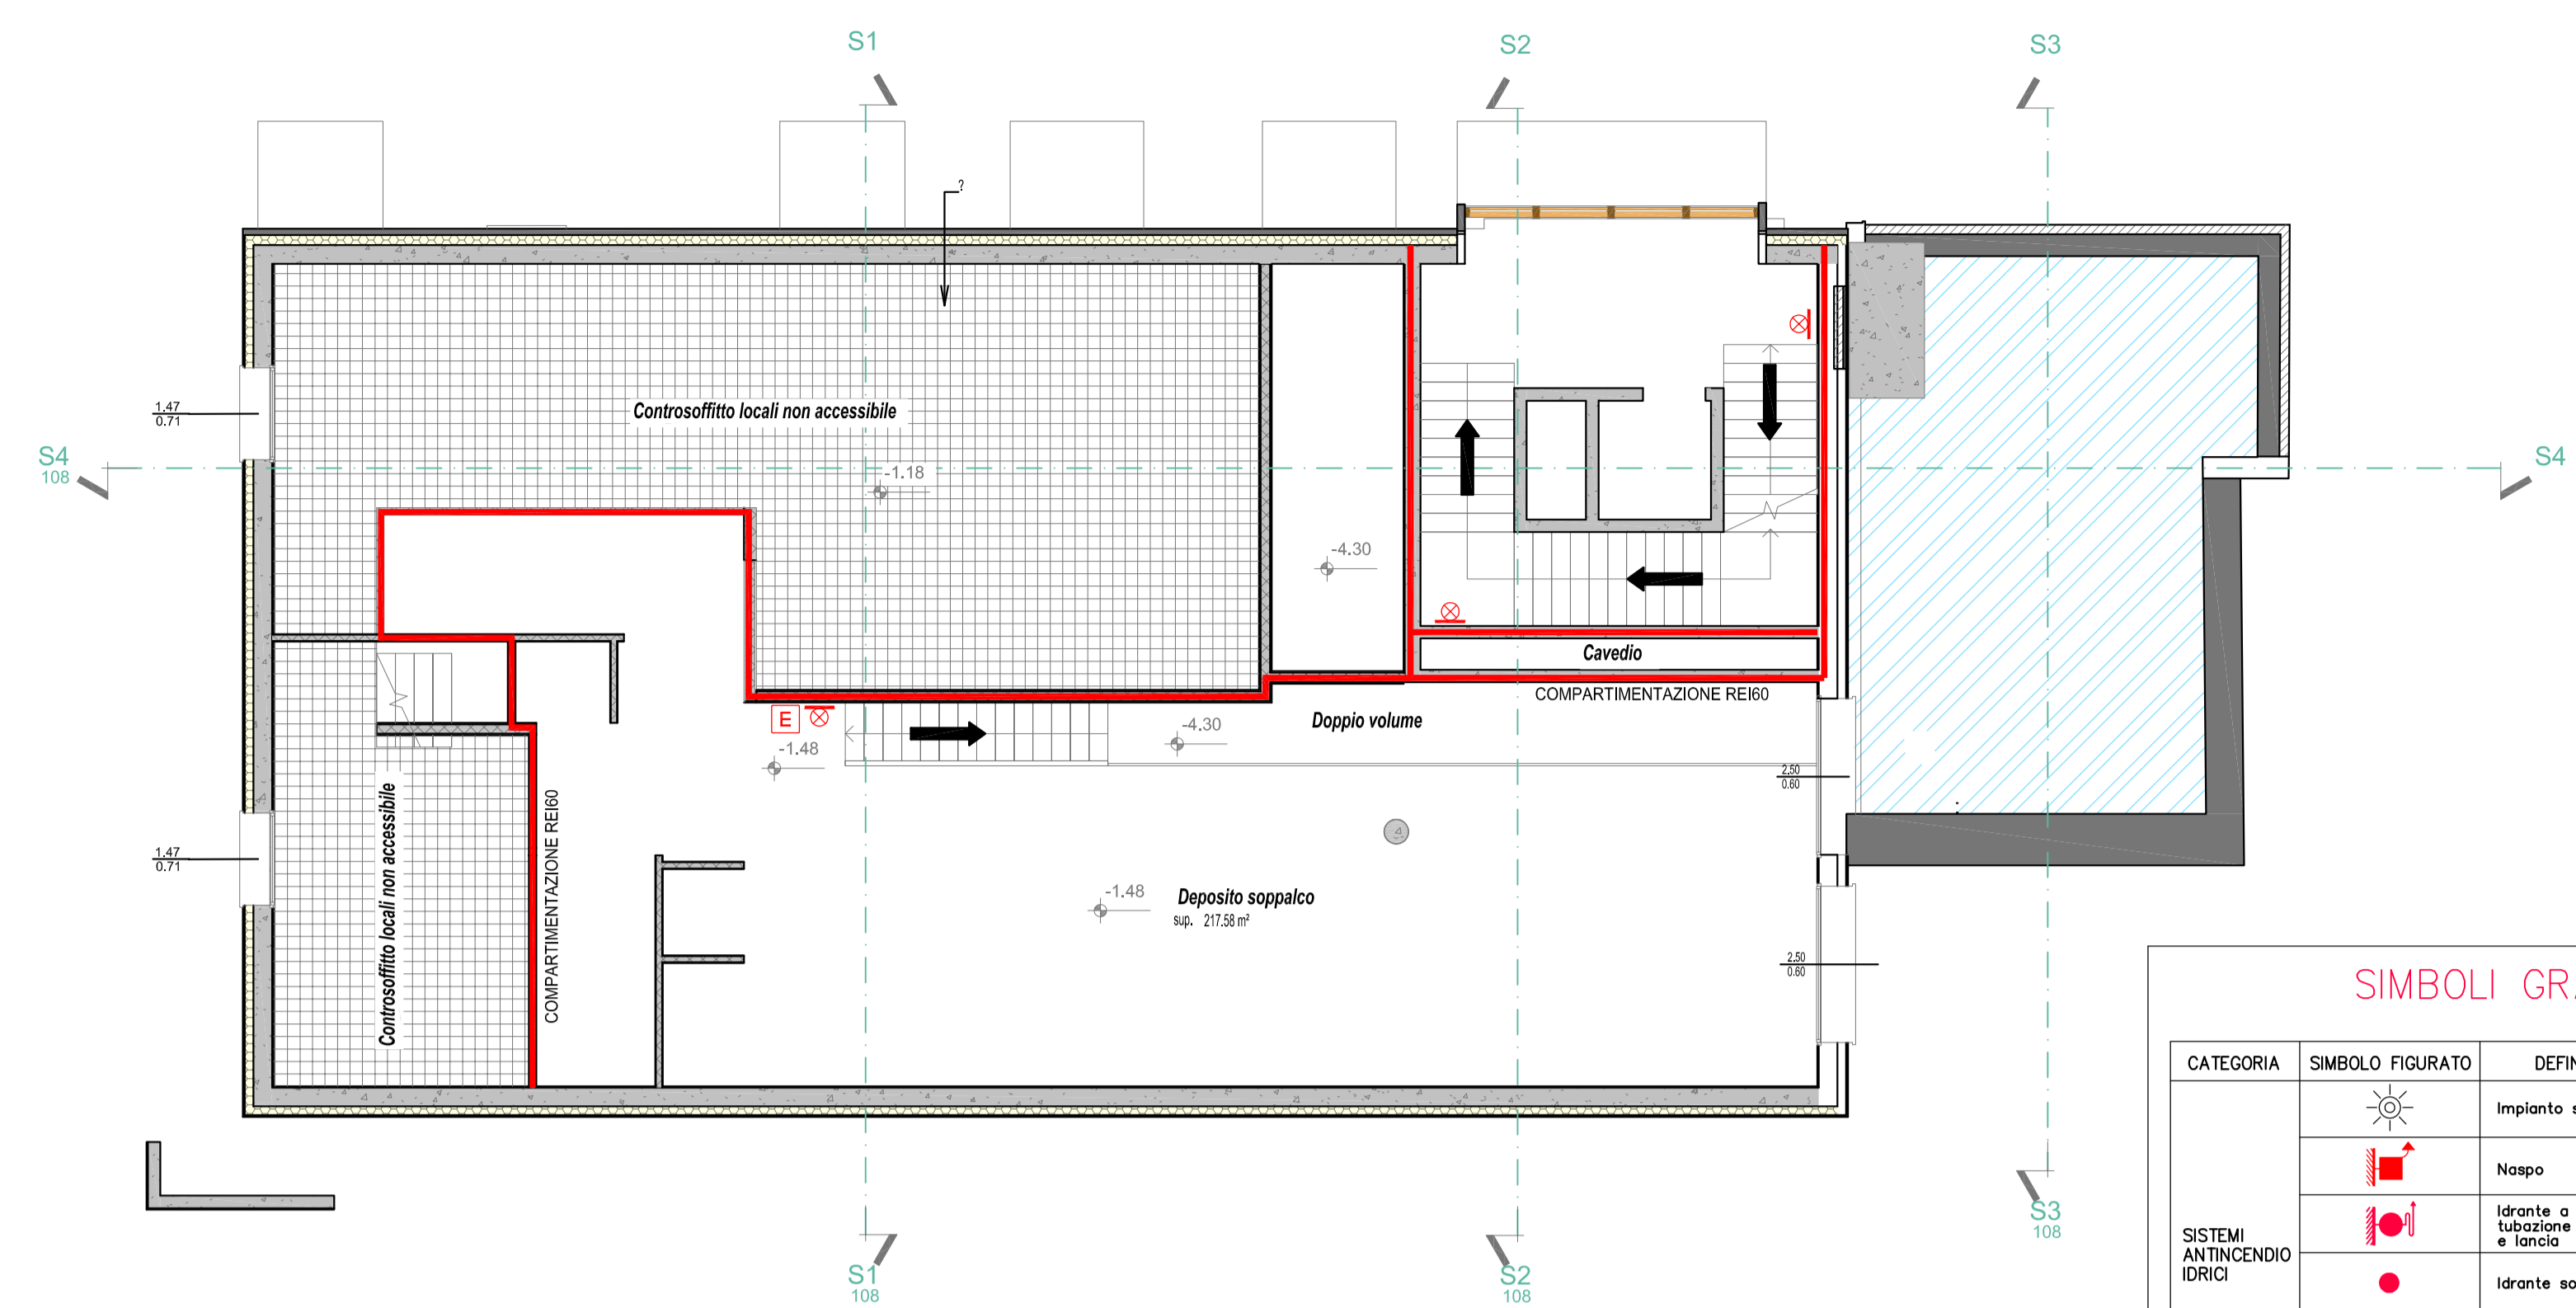 S1
S2
S3
?
1.47
0.71
Controsoffitto locali non accessibile
S4
108
-1.18
S4
-4.30
Cavedio
COMPARTIMENTAZIONE REI60
Doppio volume
E
-4.30
-1.48
2.50
0.60
Controsoffitto locali non accessibile
COMPARTIMENTAZIONE REI60
1.47
0.71
-1.48
Deposito soppalco
sup. 217.58 m²
2.50
0.60
SIMBOLI GR
CATEGORIA
SIMBOLO FIGURATO
DEFIN
Impianto s
Naspo
Idrante a
tubazione
e lancia
SISTEMI
ANTINCENDIO
IDRICI
Idrante so
S1
108
S2
108
S3
108